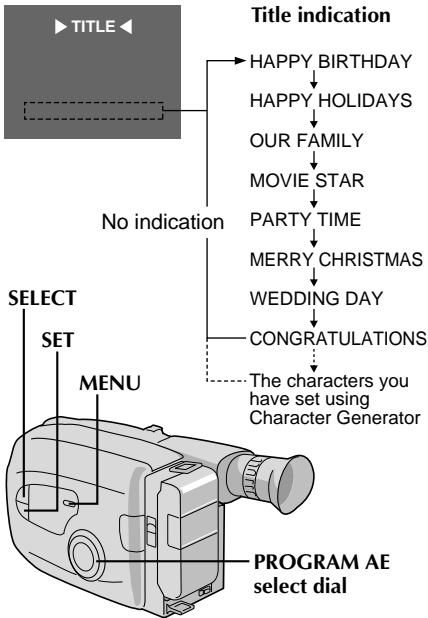 Title indication
▶ TITLE ◀
HAPPY BIRTHDAY
HAPPY HOLIDAYS
OUR FAMILY
MOVIE STAR
PARTY TIME
MERRY CHRISTMAS
WEDDING DAY
CONGRATULATIONS
The characters you
have set using
Character Generator
No indication
SELECT
SET
MENU
PROGRAM AE
select dial